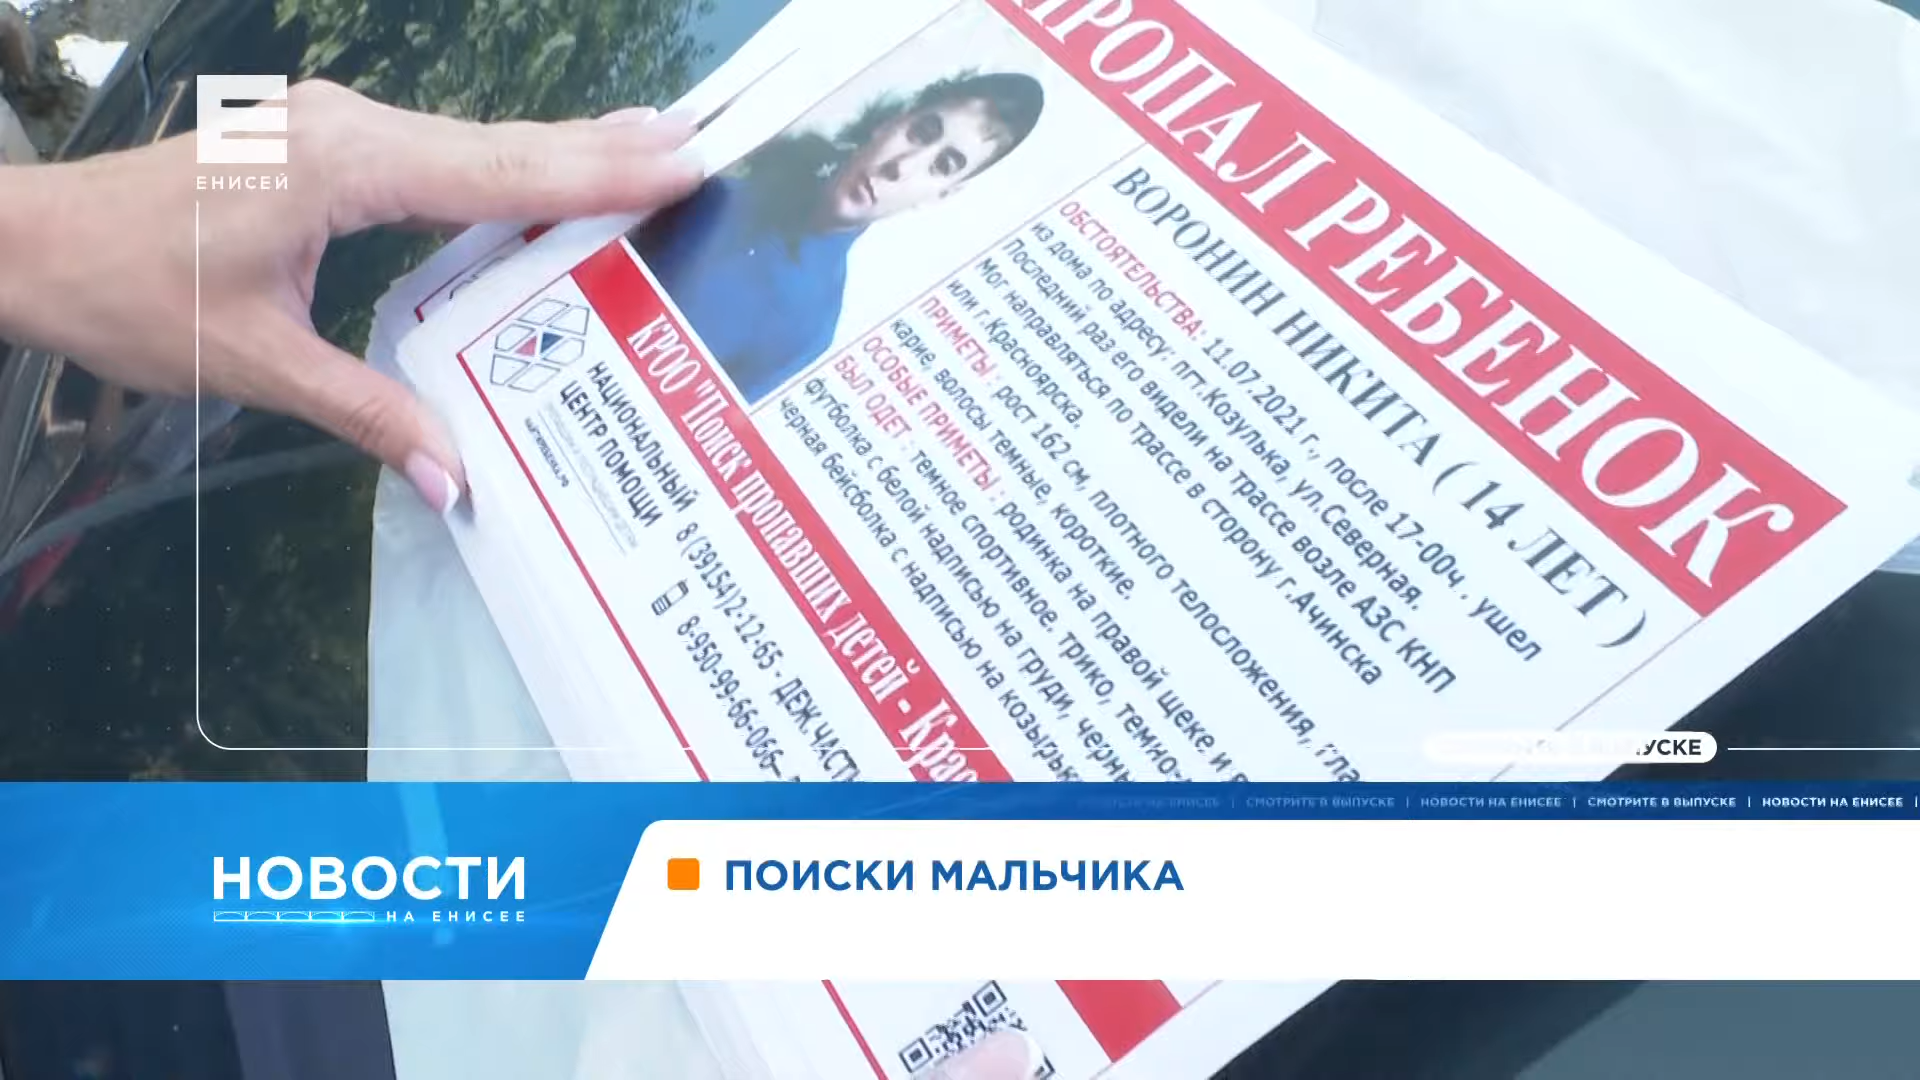 ЕНИСЕЙ
ПРОПАЛ РЕБЕНОК
ВОРОНИН НИКИТА ( 14 ЛЕТ )
ОБСТОЯТЕЛЬСТВА: 11.07.2021 г., после 17-00ч . ушел
из дома по адресу: пгт.Козулька, ул.Северная.
Последний раз его видели на трассе возле АЗС КНП
Мог направляться по трассе в сторону г.Ачинска
или г.Красноярска.
ПРИМЕТЫ : рост 162 см, плотного телосложения, гла
карие, волосы темные, короткие.
ОСОБЫЕ ПРИМЕТЫ : родинка на правой щеке. и
БЫЛ ОДЕТ : темное спортивное. трико, темно-
футболка с белой надписью на груди, черн
черная бейсболка с надписью на козырьк
КРОО "Поиск пропавших детей - Крас
НАЦИОНАЛЬНЫЙ
ЦЕНТР ПОМОЩИ
8 (39154)2-12-65 - ДЕЖ.ЧАСТЬ
8-950-99-66-066
НОВОСТИ НА ЕНИСЕЕ | СМОТРИТЕ В ВЫПУСКЕ | НОВОСТИ НА ЕНИСЕЕ | СМОТРИТЕ В ВЫПУСКЕ | НОВОСТИ НА ЕНИСЕЕ |
НОВОСТИ
НА ЕНИСЕЕ
ПОИСКИ МАЛЬЧИКА